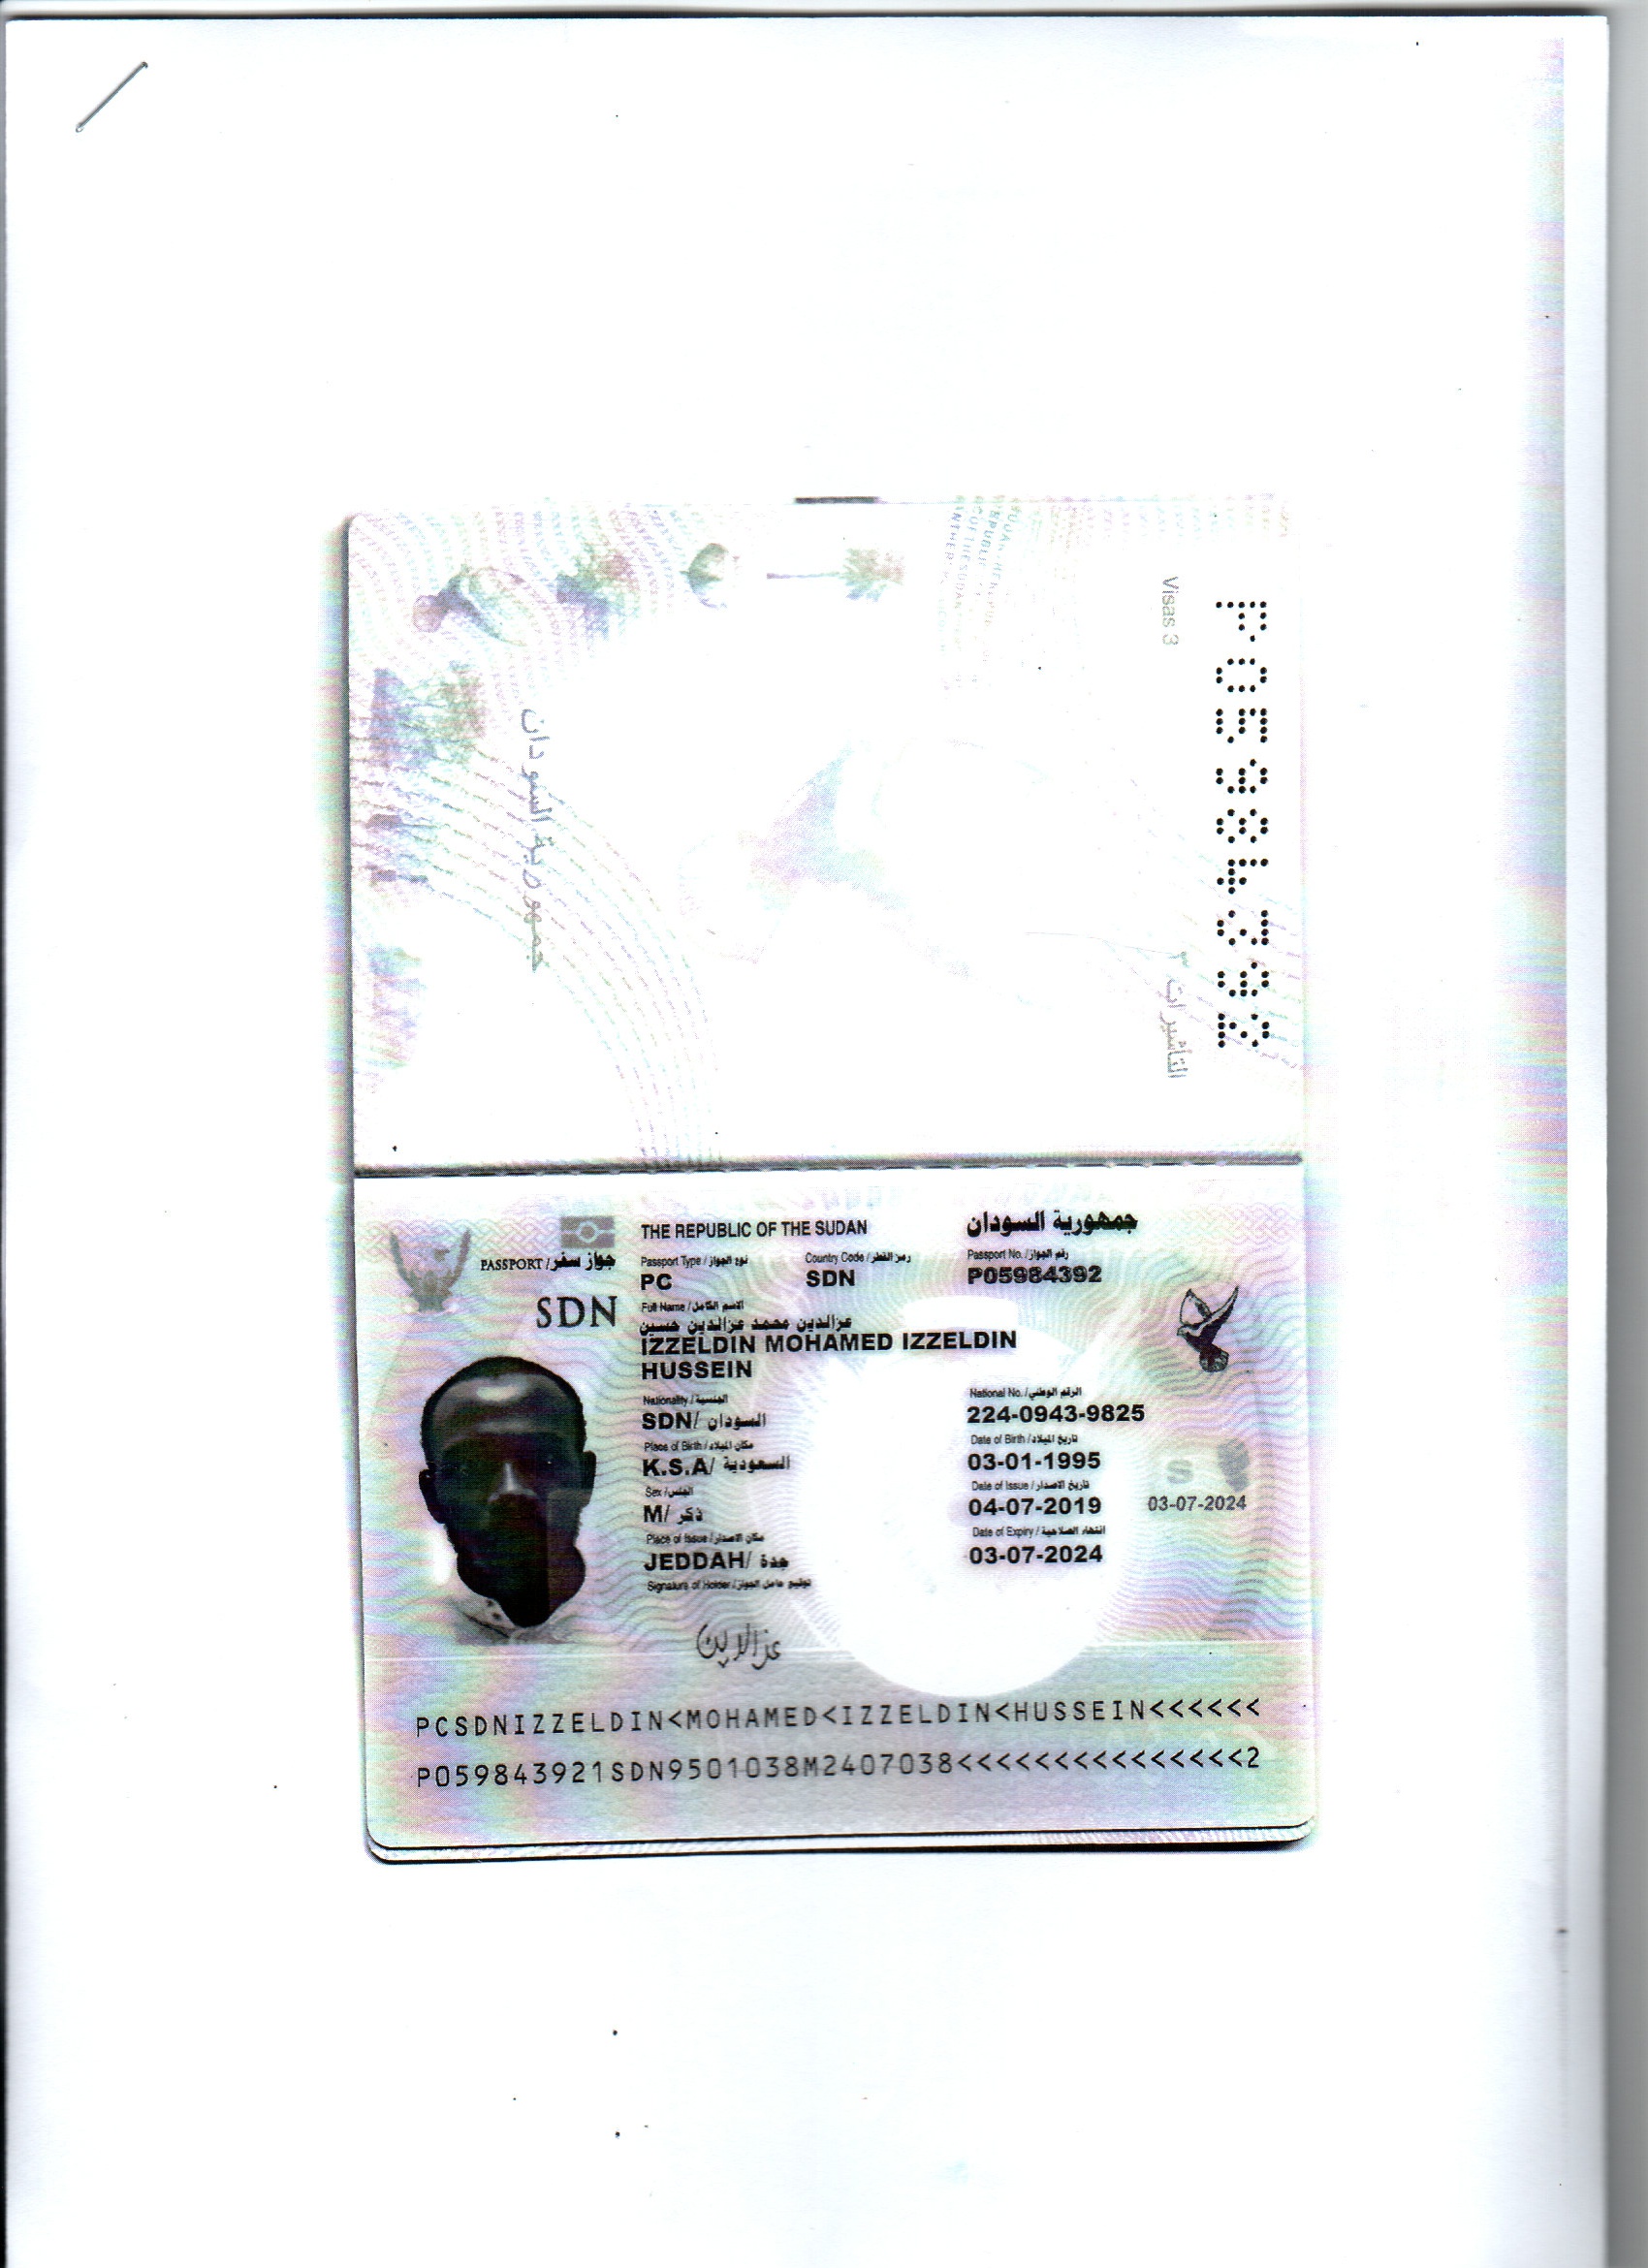 Visas 3
التأشيرات ٣
P05984392
جمهورية السودان
THE REPUBLIC OF THE SUDAN
جمهورية السودان
PASSPORT / جواز سفر
Passport Type / نوع الجواز
Country Code / رمز القطر
Passport No. / رقم الجواز
PC
SDN
P05984392
SDN
Full Name / الاسم الكامل
عزالدين محمد عزالدين حسين
IZZELDIN MOHAMED IZZELDIN
HUSSEIN
Nationality / الجنسية
National No. / الرقم الوطني
SDN/ السودان
224-0943-9825
Place of Birth / مكان الميلاد
Date of Birth / تاريخ الميلاد
K.S.A/ السعودية
03-01-1995
S
Sex / الجنس
Date of Issue / تاريخ الاصدار
M/ ذكر
04-07-2019
03-07-2024
Place of Issue / مكان الاصدار
Date of Expiry / انتهاء الصلاحية
JEDDAH/ جدة
03-07-2024
Signature of Holder / توقيع حامل الجواز
عزالدين
PCSDNIZZELDIN<MOHAMED<IZZELDIN<HUSSEIN<<<<<<
P059843921SDN9501038M2407038<<<<<<<<<<<<<<<2